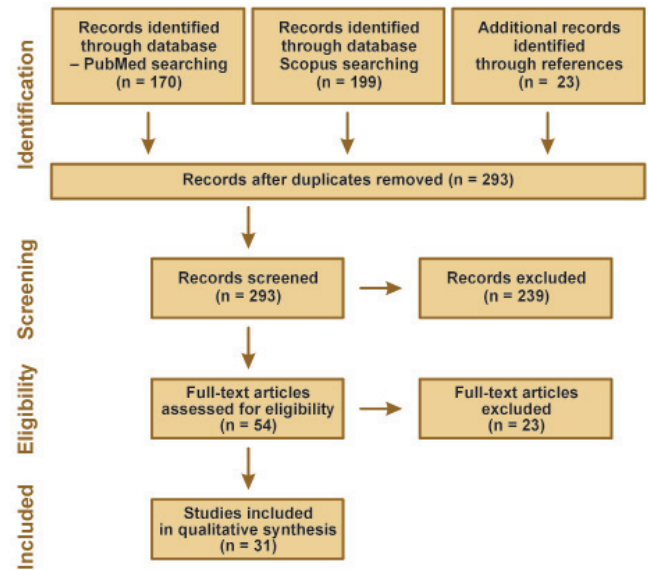 Identification
Records identified
through database
– PubMed searching
(n = 170)
Records identified
through database
Scopus searching
(n = 199)
Additional records
identified
through references
(n = 23)
Records after duplicates removed (n = 293)
Screening
Records screened
(n = 293)
Records excluded
(n = 239)
Eligibility
Full-text articles
assessed for eligibility
(n = 54)
Full-text articles
excluded
(n = 23)
Included
Studies included
in qualitative synthesis
(n = 31)